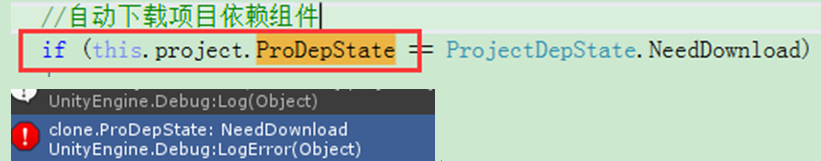 //自动下载项目依赖组件
if (this.project.ProDepState == ProjectDepState.NeedDownload)
UnityEngine.Debug:Log(Object)
clone.ProDepState: NeedDownload
UnityEngine.Debug:LogError(Object)